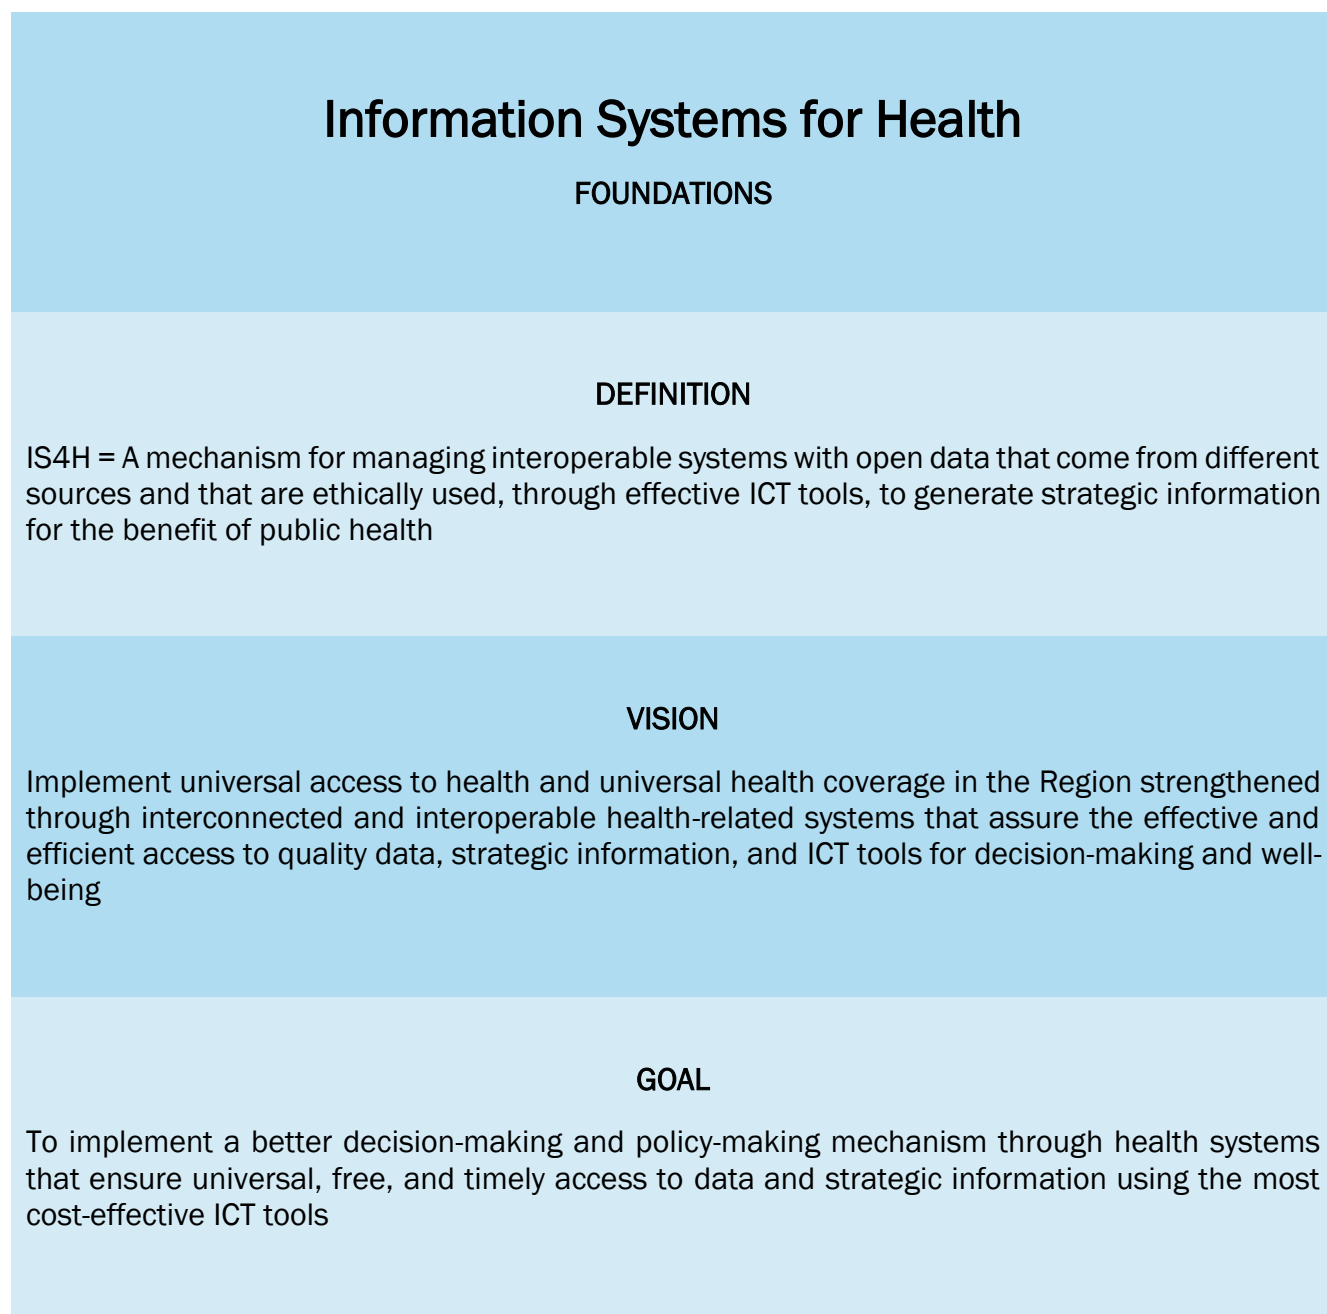 Information Systems for Health
FOUNDATIONS
DEFINITION
IS4H = A mechanism for managing interoperable systems with open data that come from different
sources and that are ethically used, through effective ICT tools, to generate strategic information
for the benefit of public health
VISION
Implement universal access to health and universal health coverage in the Region strengthened
through interconnected and interoperable health-related systems that assure the effective and
efficient access to quality data, strategic information, and ICT tools for decision-making and well-
being
GOAL
To implement a better decision-making and policy-making mechanism through health systems
that ensure universal, free, and timely access to data and strategic information using the most
cost-effective ICT tools